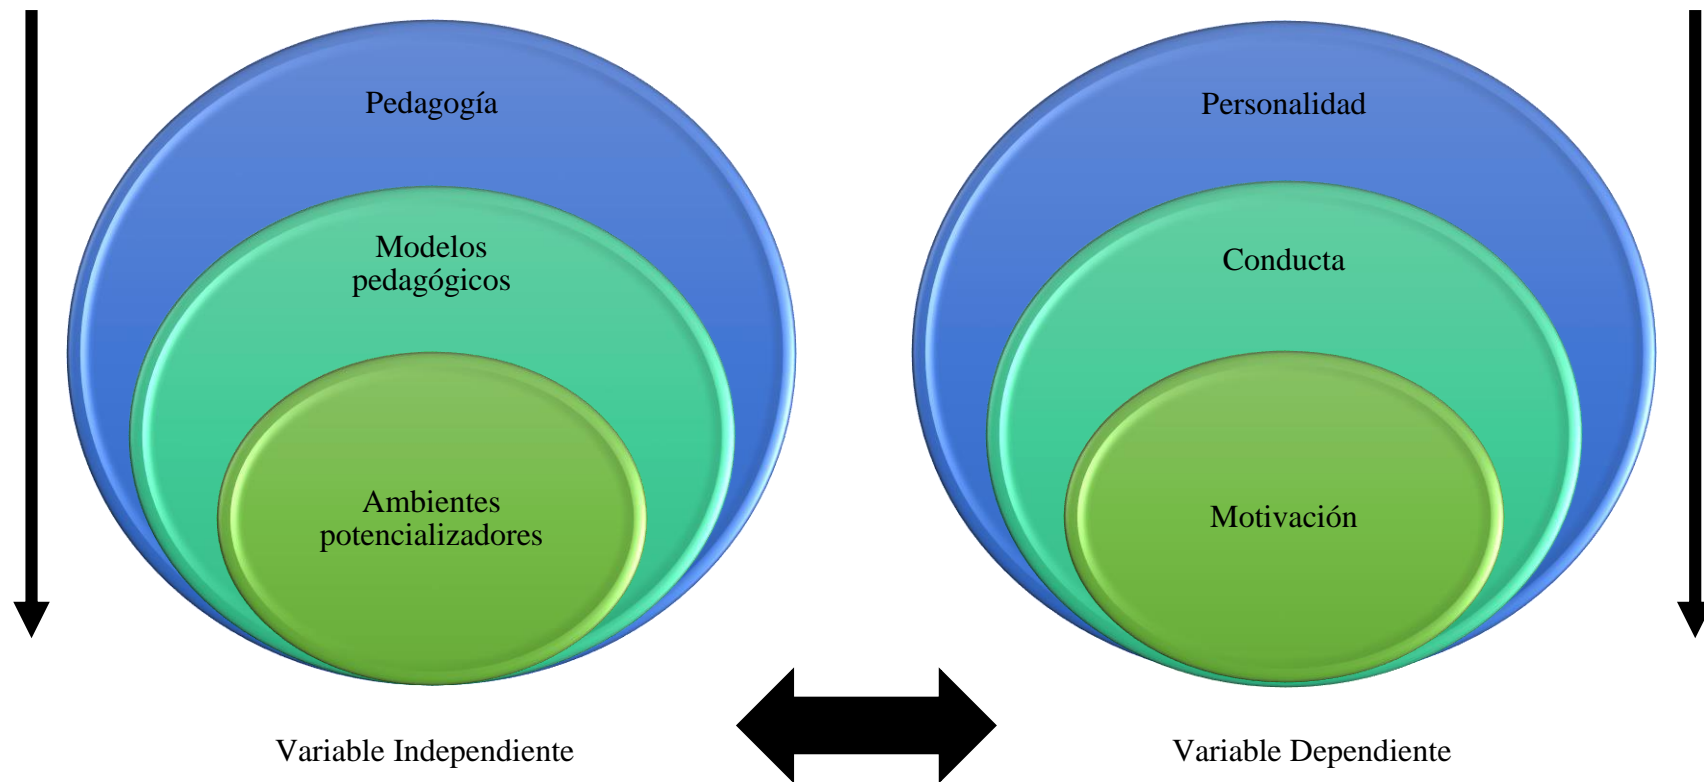 Pedagogía
Modelos
pedagógicos
Ambientes
potencializadores
Variable Independiente
Personalidad
Conducta
Motivación
Variable Dependiente